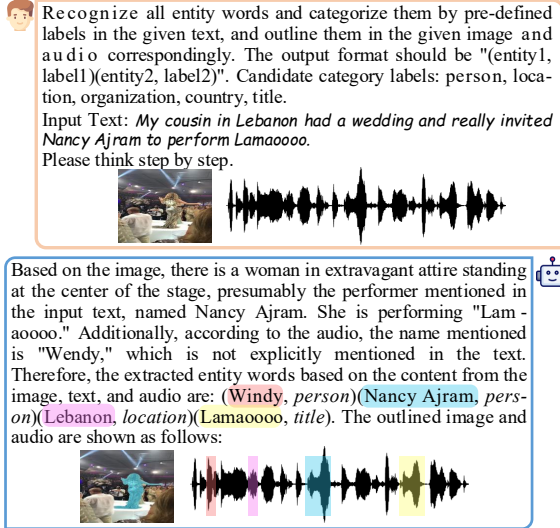 Recognize all entity words and categorize them by pre-defined
labels in the given text, and outline them in the given image and
audio correspondingly. The output format should be "(entity1,
label1)(entity2, label2)". Candidate category labels: person, loca-
tion, organization, country, title.
Input Text: My cousin in Lebanon had a wedding and really invited
Nancy Ajram to perform Lamaoooo.
Please think step by step.
Based on the image, there is a woman in extravagant attire standing
at the center of the stage, presumably the performer mentioned in
the input text, named Nancy Ajram. She is performing "Lam-
aoooo." Additionally, according to the audio, the name mentioned
is "Wendy," which is not explicitly mentioned in the text.
Therefore, the extracted entity words based on the content from the
image, text, and audio are: (Windy, person)(Nancy Ajram, pers-
on)(Lebanon, location)(Lamaoooo, title). The outlined image and
audio are shown as follows: